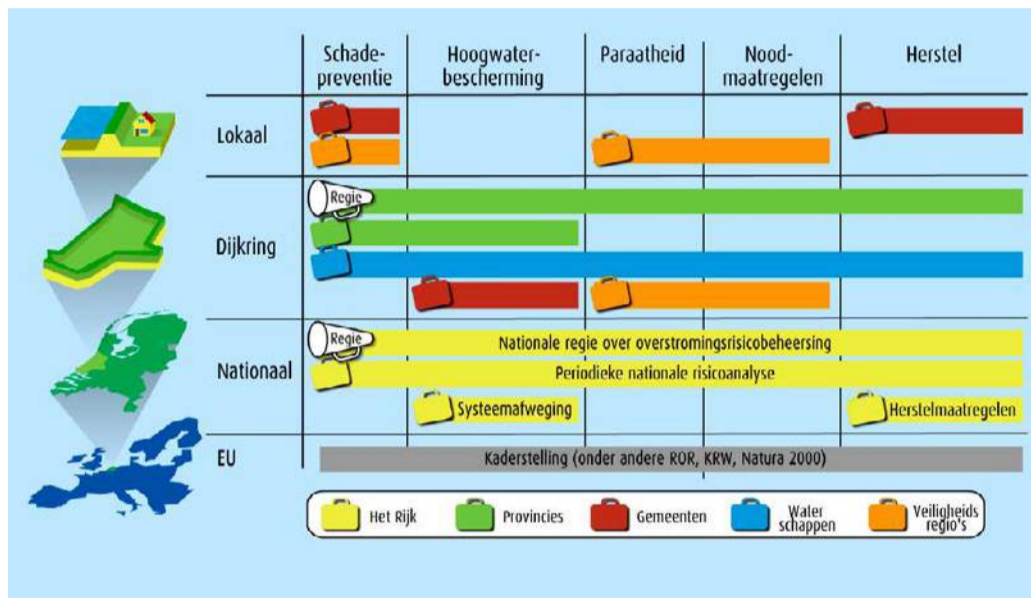 Schade-
preventie
Hoogwater-
bescherming
Paraatheid
Nood-
maatregelen
Herstel
Lokaal
Dijkring
Regie
Nationaal
Regie
Nationale regie over overstromingsrisicobeheersing
Periodieke nationale risicoanalyse
Systeemafweging
Herstelmaatregelen
EU
Kaderstelling (onder andere ROR, KRW, Natura 2000)
Het Rijk
Provincies
Gemeenten
Water
schappen
Veiligheids
regio's